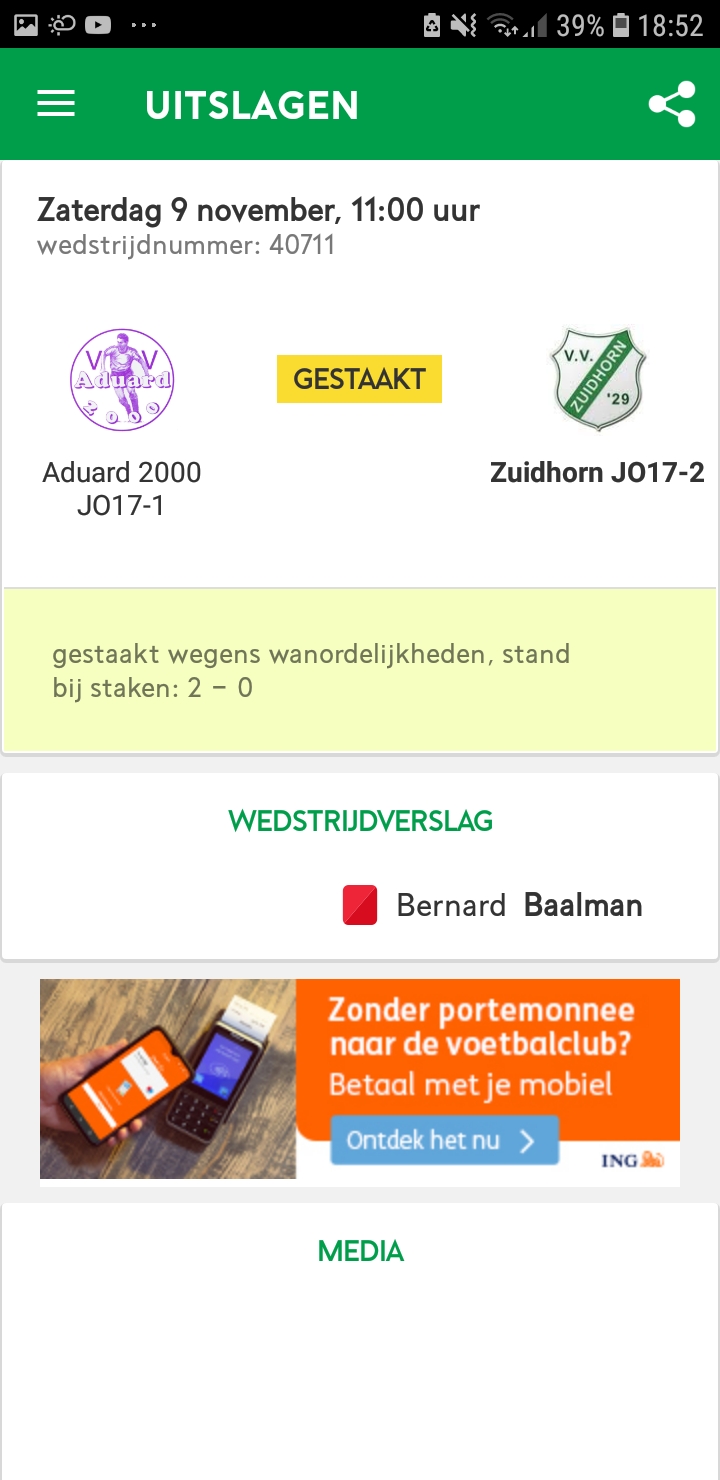 39% 18:52
UITSLAGEN
Zaterdag 9 november, 11:00 uur
wedstrijdnummer: 40711
V V
Aduard
2000
GESTAAKT
V.V.
ZUIDHORN
'29
Aduard 2000
JO17-1
Zuidhorn JO17-2
gestaakt wegens wanordelijkheden, stand
bij staken: 2 - 0
WEDSTRIJDVERSLAG
Bernard Baalman
Zonder portemonnee
naar de voetbalclub?
Betaal met je mobiel
Ontdek het nu
ING
MEDIA